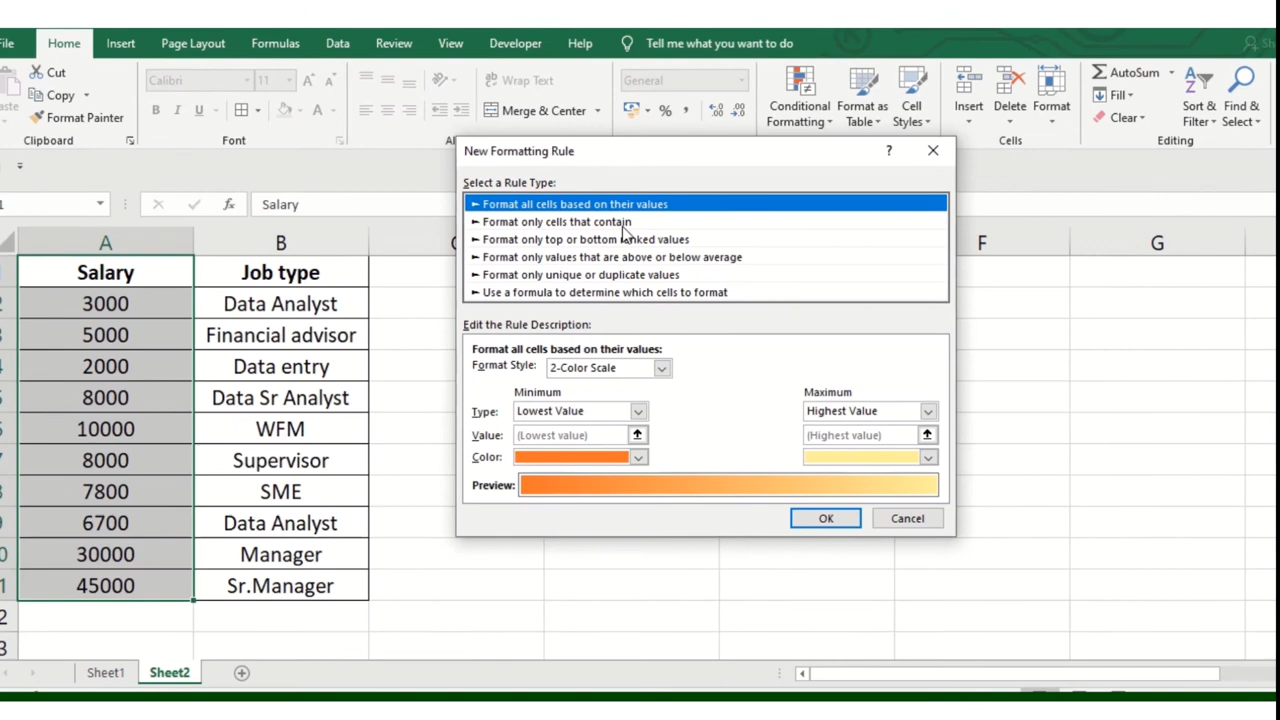 File Home Insert Page Layout Formulas Data Review View Developer Help Tell me what you want to do
Cut
Copy
Format Painter
Clipboard
Calibri 11 A A
B I U A
Font
Wrap Text
Merge & Center
General
%
Conditional Formatting
Format as Table
Cell Styles
Insert Delete Format
Cells
AutoSum
Fill
Clear
Sort & Filter
Find & Select
Editing
fx Salary
A B F G
Salary Job type
3000 Data Analyst
5000 Financial advisor
2000 Data entry
8000 Data Sr Analyst
10000 WFM
8000 Supervisor
7800 SME
6700 Data Analyst
30000 Manager
45000 Sr.Manager
New Formatting Rule ?
Select a Rule Type:
► Format all cells based on their values
► Format only cells that contain
► Format only top or bottom ranked values
► Format only values that are above or below average
► Format only unique or duplicate values
► Use a formula to determine which cells to format
Edit the Rule Description:
Format all cells based on their values:
Format Style: 2-Color Scale
Minimum Maximum
Type: Lowest Value Highest Value
Value: (Lowest value) (Highest value)
Color:
Preview:
OK Cancel
Sheet1 Sheet2